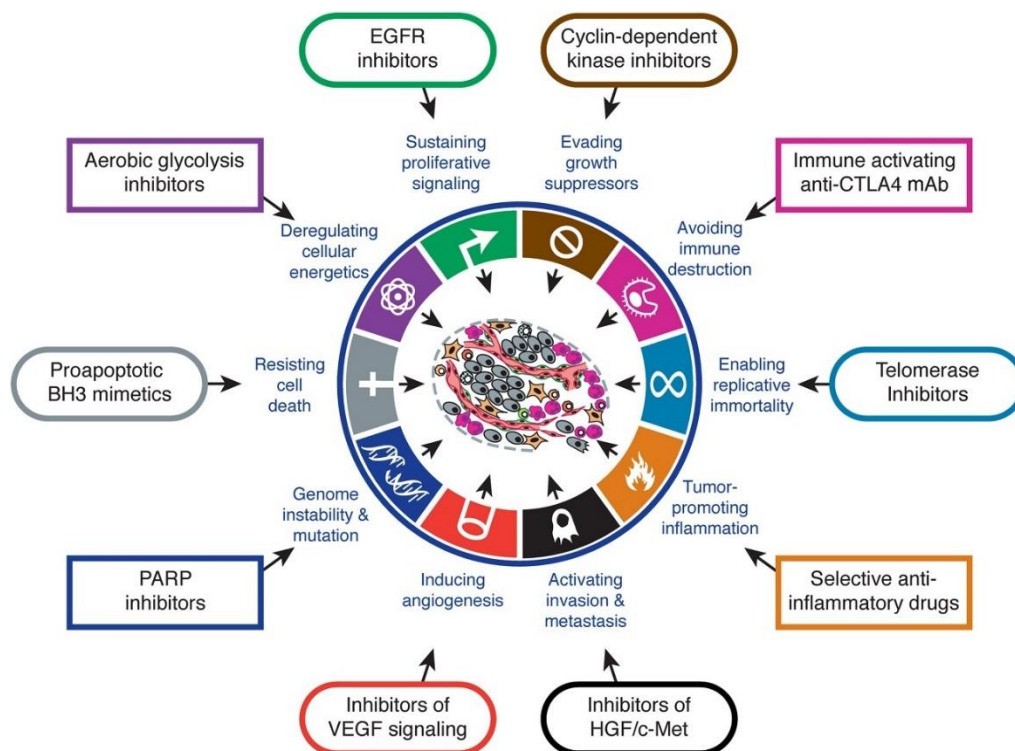 EGFR
inhibitors
Cyclin-dependent
kinase inhibitors
Sustaining
proliferative
signaling
Evading
growth
suppressors
Aerobic glycolysis
inhibitors
Immune activating
anti-CTLA4 mAb
Deregulating
cellular
energetics
Avoiding
immune
destruction
Proapoptotic
BH3 mimetics
Resisting
cell
death
Enabling
replicative
immortality
Telomerase
Inhibitors
Genome
instability &
mutation
Tumor-
promoting
inflammation
PARP
inhibitors
Inducing
angiogenesis
Activating
invasion &
metastasis
Selective anti-
inflammatory drugs
Inhibitors of
VEGF signaling
Inhibitors of
HGF/c-Met